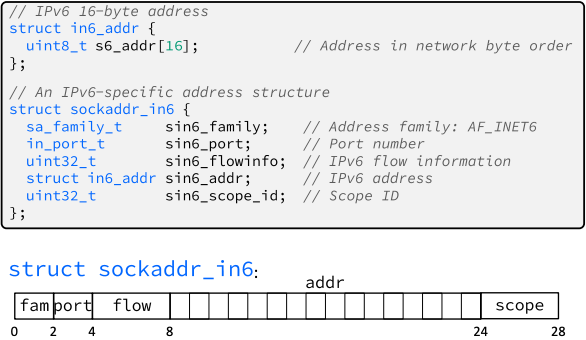 // IPv6 16-byte address
struct in6_addr {
  uint8_t s6_addr[16];           // Address in network byte order
};
// An IPv6-specific address structure
struct sockaddr_in6 {
  sa_family_t     sin6_family;    // Address family: AF_INET6
  in_port_t       sin6_port;      // Port number
  uint32_t        sin6_flowinfo;  // IPv6 flow information
  struct in6_addr sin6_addr;      // IPv6 address
  uint32_t        sin6_scope_id;  // Scope ID
};
struct sockaddr_in6:
addr
fam port flow scope
0 2 4 8 24 28